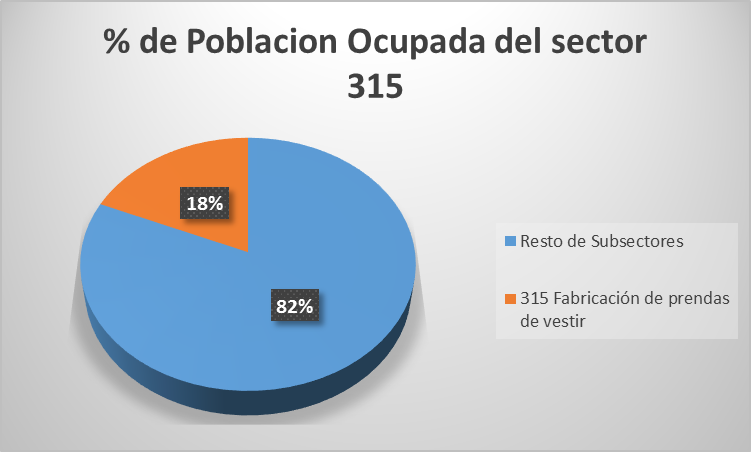 % de Poblacion Ocupada del sector
315
18%
82%
Resto de Subsectores
315 Fabricación de prendas
de vestir